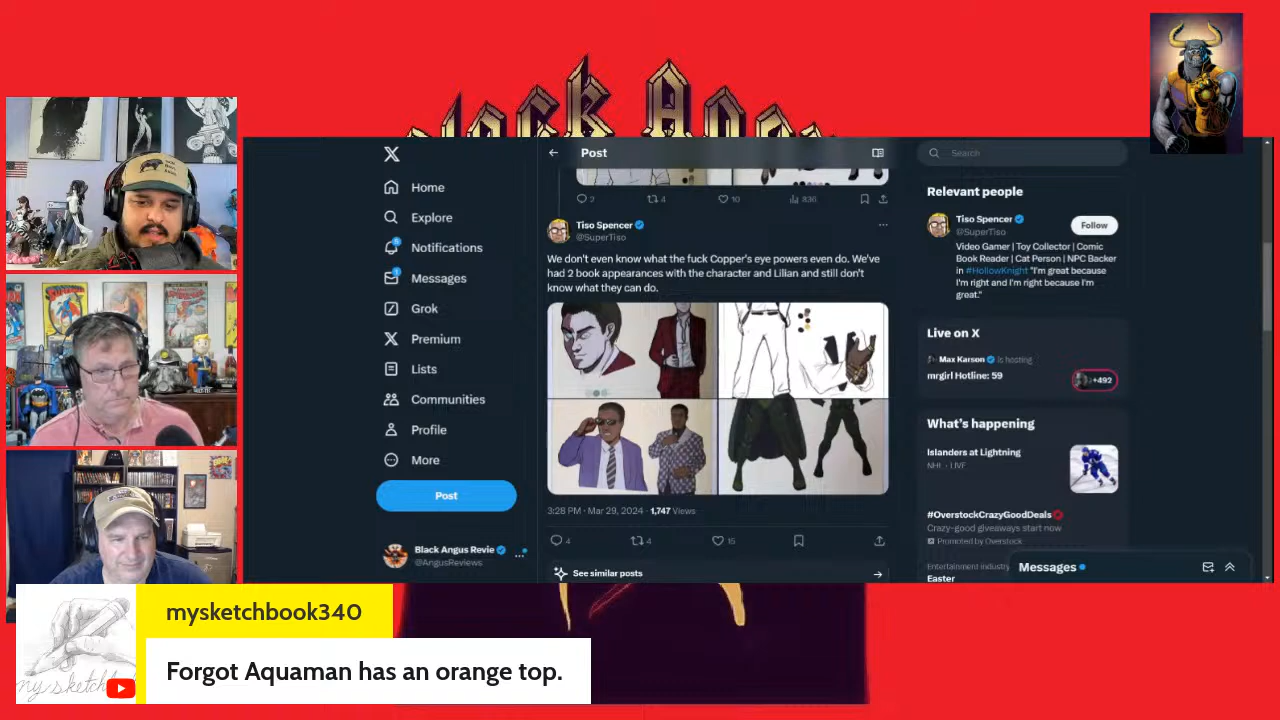 Post
Search
Home
Explore
Notifications
Messages
Grok
Premium
Lists
Communities
Profile
More
Post
Black Angus Revie
@AngusReviews
2
4
10
836
Tiso Spencer
@SuperTiso
We don't even know what the fuck Copper's eye powers even do. We've
had 2 book appearances with the character and Lilian and still don't
know what they can do.
3:28 PM · Mar 29, 2024 · 1,747 Views
4
4
15
See similar posts
Relevant people
Tiso Spencer
@SuperTiso
Follow
Video Gamer | Toy Collector | Comic
Book Reader | Cat Person | NPC Backer
in #HollowKnight "I'm great because
I'm right and I'm right because I'm
great."
Live on X
Max Karson is hosting
mrgirl Hotline: 59
+492
What's happening
Islanders at Lightning
NHL · LIVE
#OverstockCrazyGoodDeals
Crazy-good giveaways start now
Promoted by Overstock
Entertainment industry
Easter
Messages
mysketchbook340
Forgot Aquaman has an orange top.